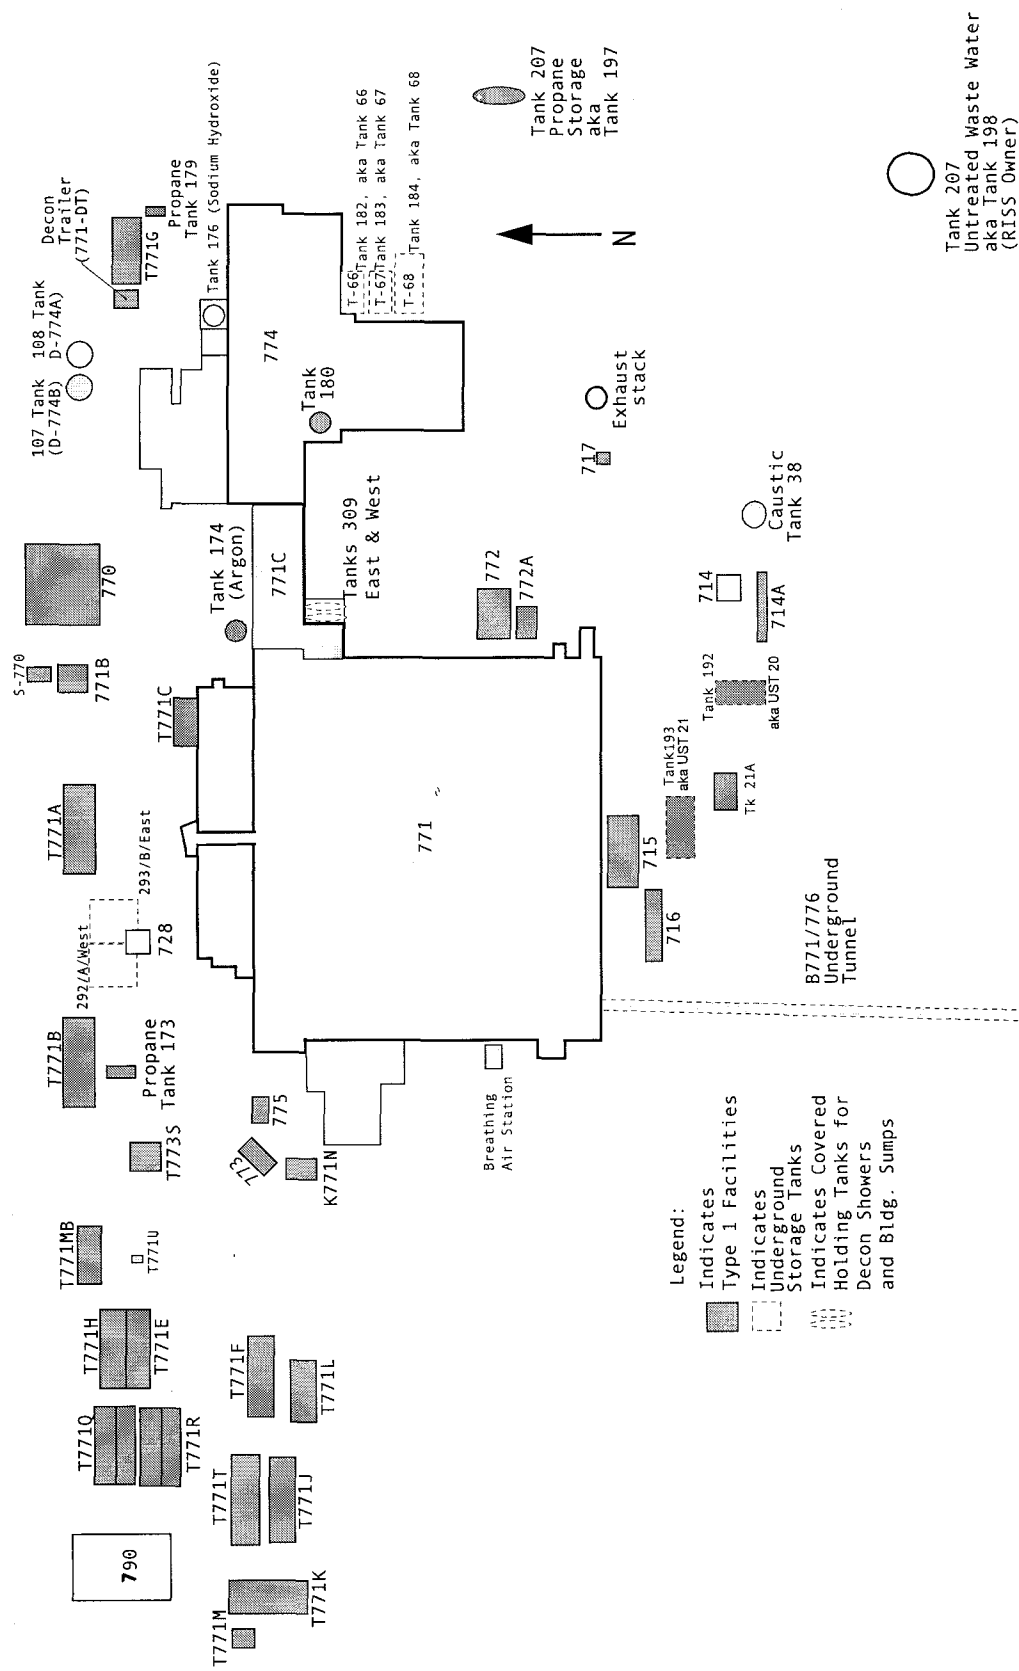 790
T771Q
T771R
T771H
T771E
T771MB
T771U
T773S
T771B
Propane
Tank 173
292/A/West
293/B/East
728
T771A
S-770
771B
770
107 Tank
(D-774B)
108 Tank
D-774A)
Decon
Trailer
(771-DT)
T771G
Propane
Tank 179
Tank 176 (Sodium Hydroxide)
T771M
T771K
T771T
T771J
T771F
T771L
773
775
K771N
T771C
Tank 174
(Argon)
771C
774
Tank
180
Tanks 309
East & West
T-66
T-67
T-68
Tank 182, aka Tank 66
Tank 183, aka Tank 67
Tank 184, aka Tank 68
771
Breathing
Air Station
772
772A
717
Exhaust
stack
N
Tank 207
Propane
Storage
aka
Tank 197
716
715
Tank193
aka UST 21
Tk 21A
Tank 192
aka UST 20
714
714A
Caustic
Tank 38
B771/776
Underground
Tunnel
Tank 207
Untreated Waste Water
aka Tank 198
(RISS Owner)
Legend:
Indicates
Type 1 Facilities
Indicates
Underground
Storage Tanks
Indicates Covered
Holding Tanks for
Decon Showers
and Bldg. Sumps